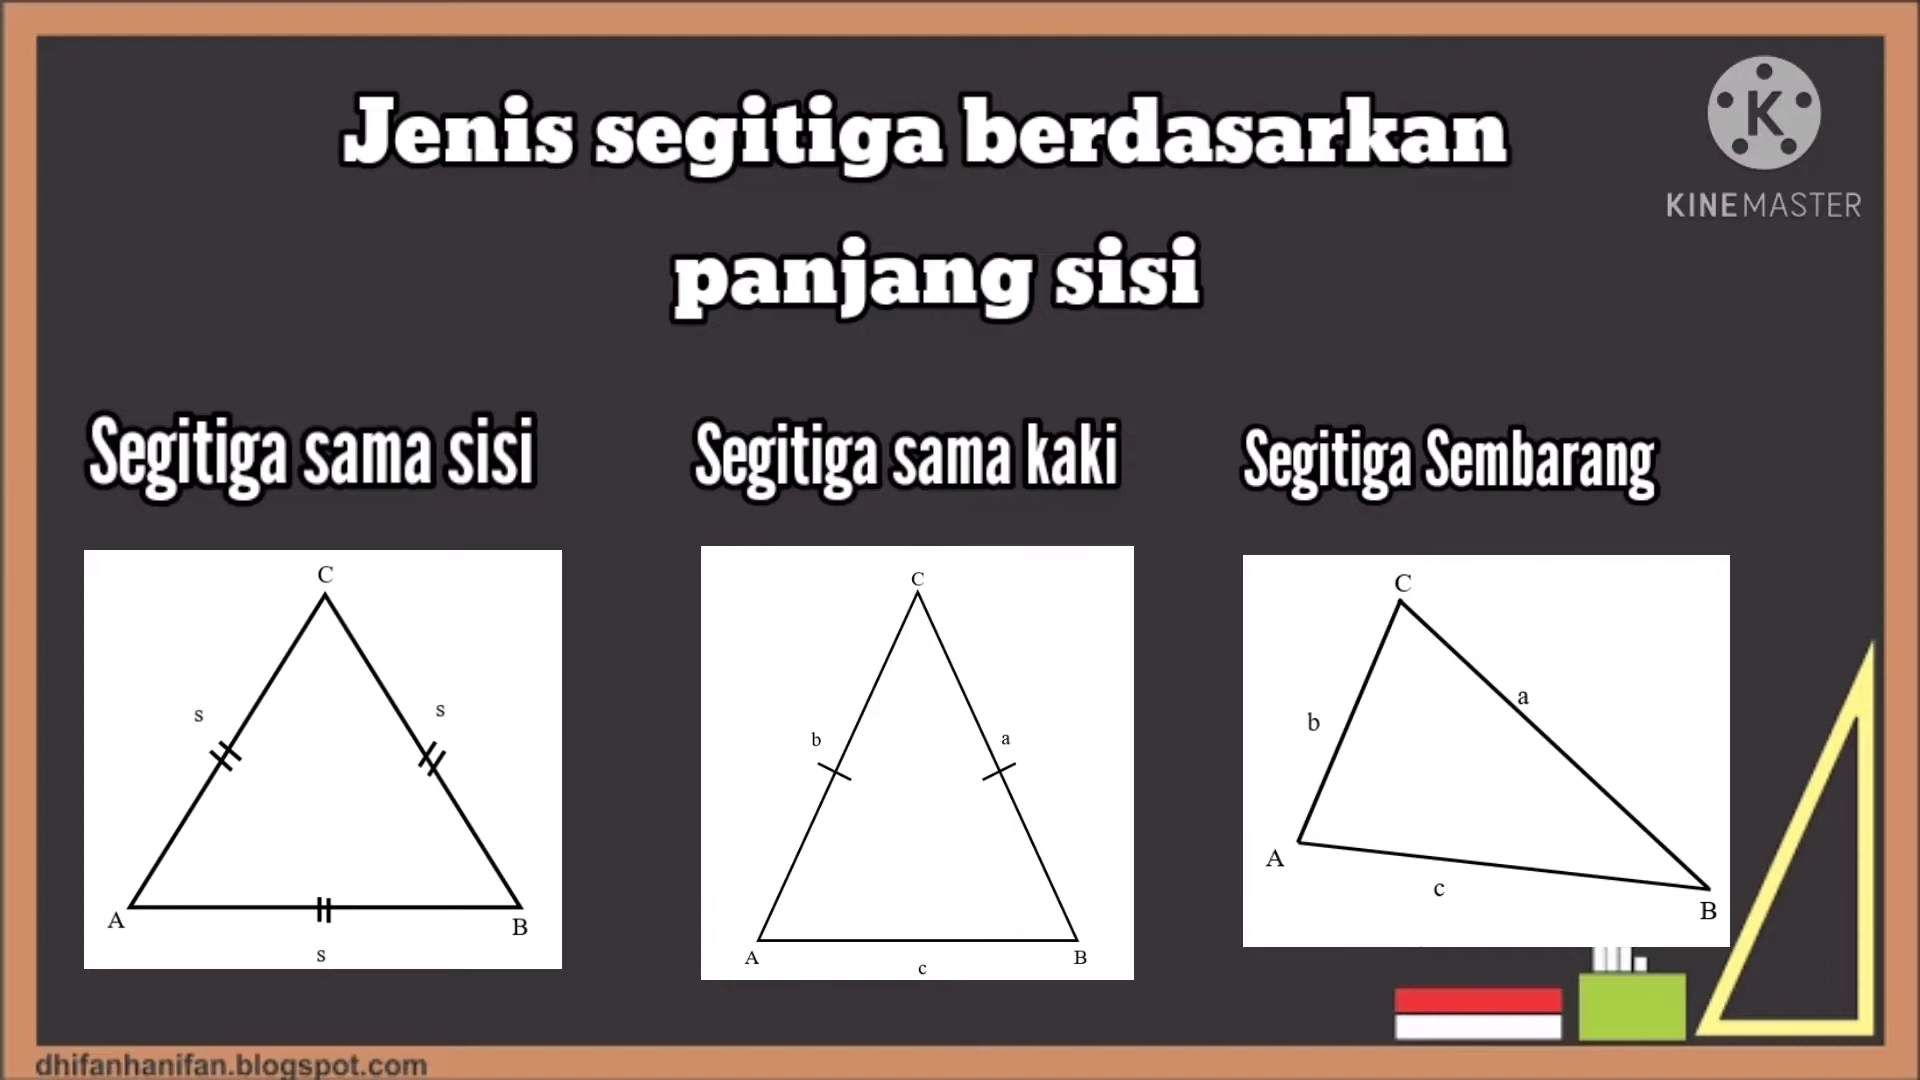 Jenis segitiga berdasarkan
panjang sisi
K
KINEMASTER
Segitiga sama sisi
Segitiga sama kaki
Segitiga Sembarang
C
s
s
A
B
s
C
b
a
A
B
c
C
b
a
A
c
B
dhifanhanifan.blogspot.com